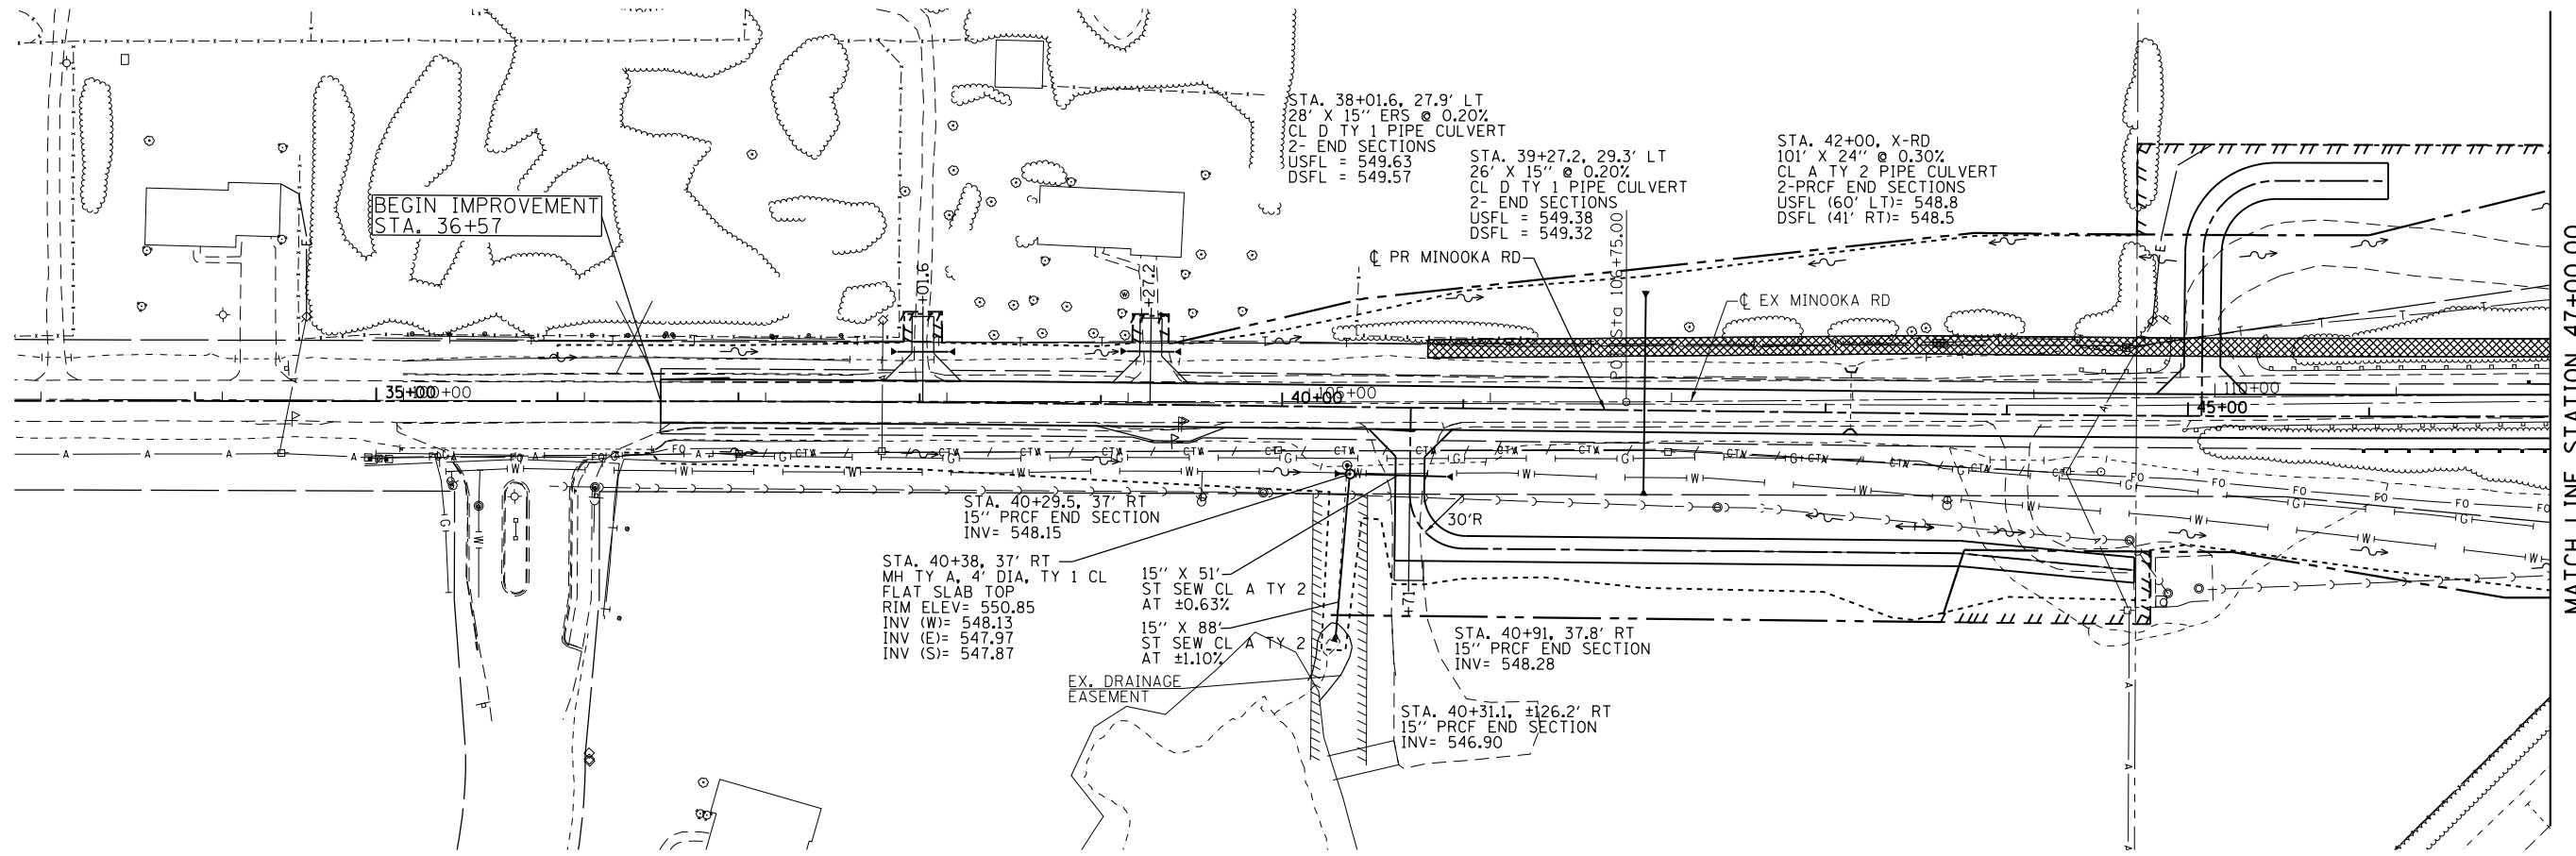 STA. 38+01.6, 27.9' LT
28' X 15'' ERS @ 0.20%
CL D TY 1 PIPE CULVERT
2- END SECTIONS
USFL = 549.63
DSFL = 549.57
STA. 39+27.2, 29.3' LT
26' X 15'' @ 0.20%
CL D TY 1 PIPE CULVERT
2- END SECTIONS
USFL = 549.38
DSFL = 549.32
STA. 42+00, X-RD
101' X 24'' @ 0.30%
CL A TY 2 PIPE CULVERT
2-PRCF END SECTIONS
USFL (60' LT)= 548.8
DSFL (41' RT)= 548.5
BEGIN IMPROVEMENT
STA. 36+57
℄ PR MINOOKA RD
℄ EX MINOOKA RD
+01.6
+27.2
35+00
40+00
105+00
45+00
110+00
STA. 40+29.5, 37' RT
15'' PRCF END SECTION
INV= 548.15
STA. 40+38, 37' RT
MH TY A, 4' DIA, TY 1 CL
FLAT SLAB TOP
RIM ELEV= 550.85
INV (W)= 548.13
INV (E)= 547.97
INV (S)= 547.87
15'' X 51'
ST SEW CL A TY 2
AT ±0.63%
15'' X 88'
ST SEW CL A TY 2
AT ±1.10%
EX. DRAINAGE
EASEMENT
30'R
+71
STA. 40+91, 37.8' RT
15'' PRCF END SECTION
INV= 548.28
STA. 40+31.1, ±126.2' RT
15'' PRCF END SECTION
INV= 546.90
MATCH LINE STATION 47+00.00